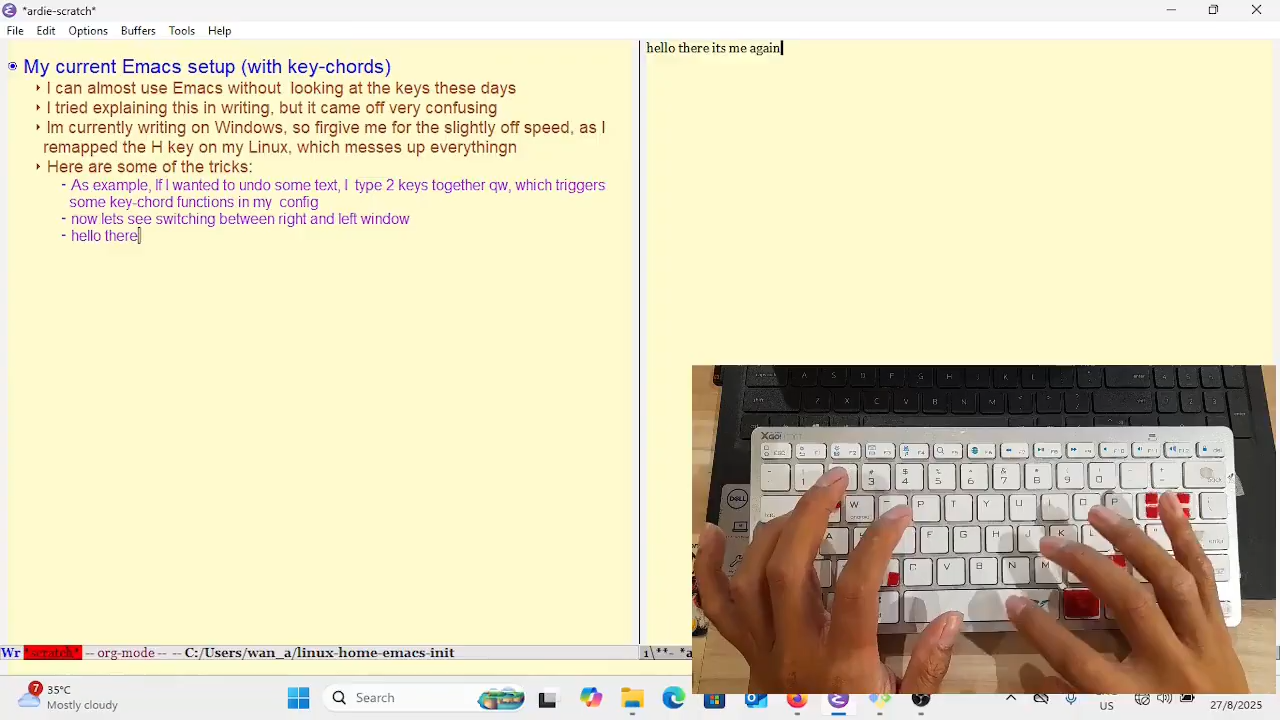 *ardie-scratch*
File Edit Options Buffers Tools Help
My current Emacs setup (with key-chords)
I can almost use Emacs without  looking at the keys these days
I tried explaining this in writing, but it came off very confusing
Im currently writing on Windows, so firgive me for the slightly off speed, as I
remapped the H key on my Linux, which messes up everythingn
Here are some of the tricks:
- As example, If I wanted to undo some text, I  type 2 keys together qw, which triggers
some key-chord functions in my  config
- now lets see switching between right and left window
- hello there
hello there its me again
XGO!
DELL
Wr *scratch* -- org-mode -- -- C:/Users/wan_a/linux-home-emacs-init
1\**- *a
7
35°C
Mostly cloudy
Search
US
27/8/2025